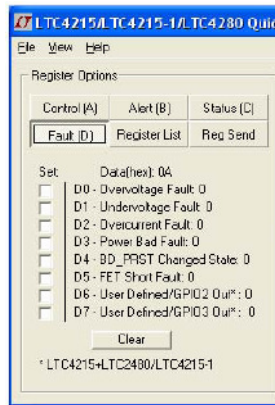 LTC4215/LTC4215-1/LTC4280 Quic
File View Help
Register Options
Control (A) Alert (B) Status (C)
Fault (D) Register List Reg Send
Set Data(hex): 0A
D0 - Overvoltage Fault: 0
D1 - Undervoltage Fault: 0
D2 - Overcurrent Fault: 0
D3 - Power Bad Fault: 0
D4 - BD_PRST Changed State: 0
D5 - FET Short Fault: 0
D6 - User Defined/GPIO2 Out*: 0
D7 - User Defined/GPIO3 Out*: 0
Clear
* LTC4215+LTC2480/LTC4215-1